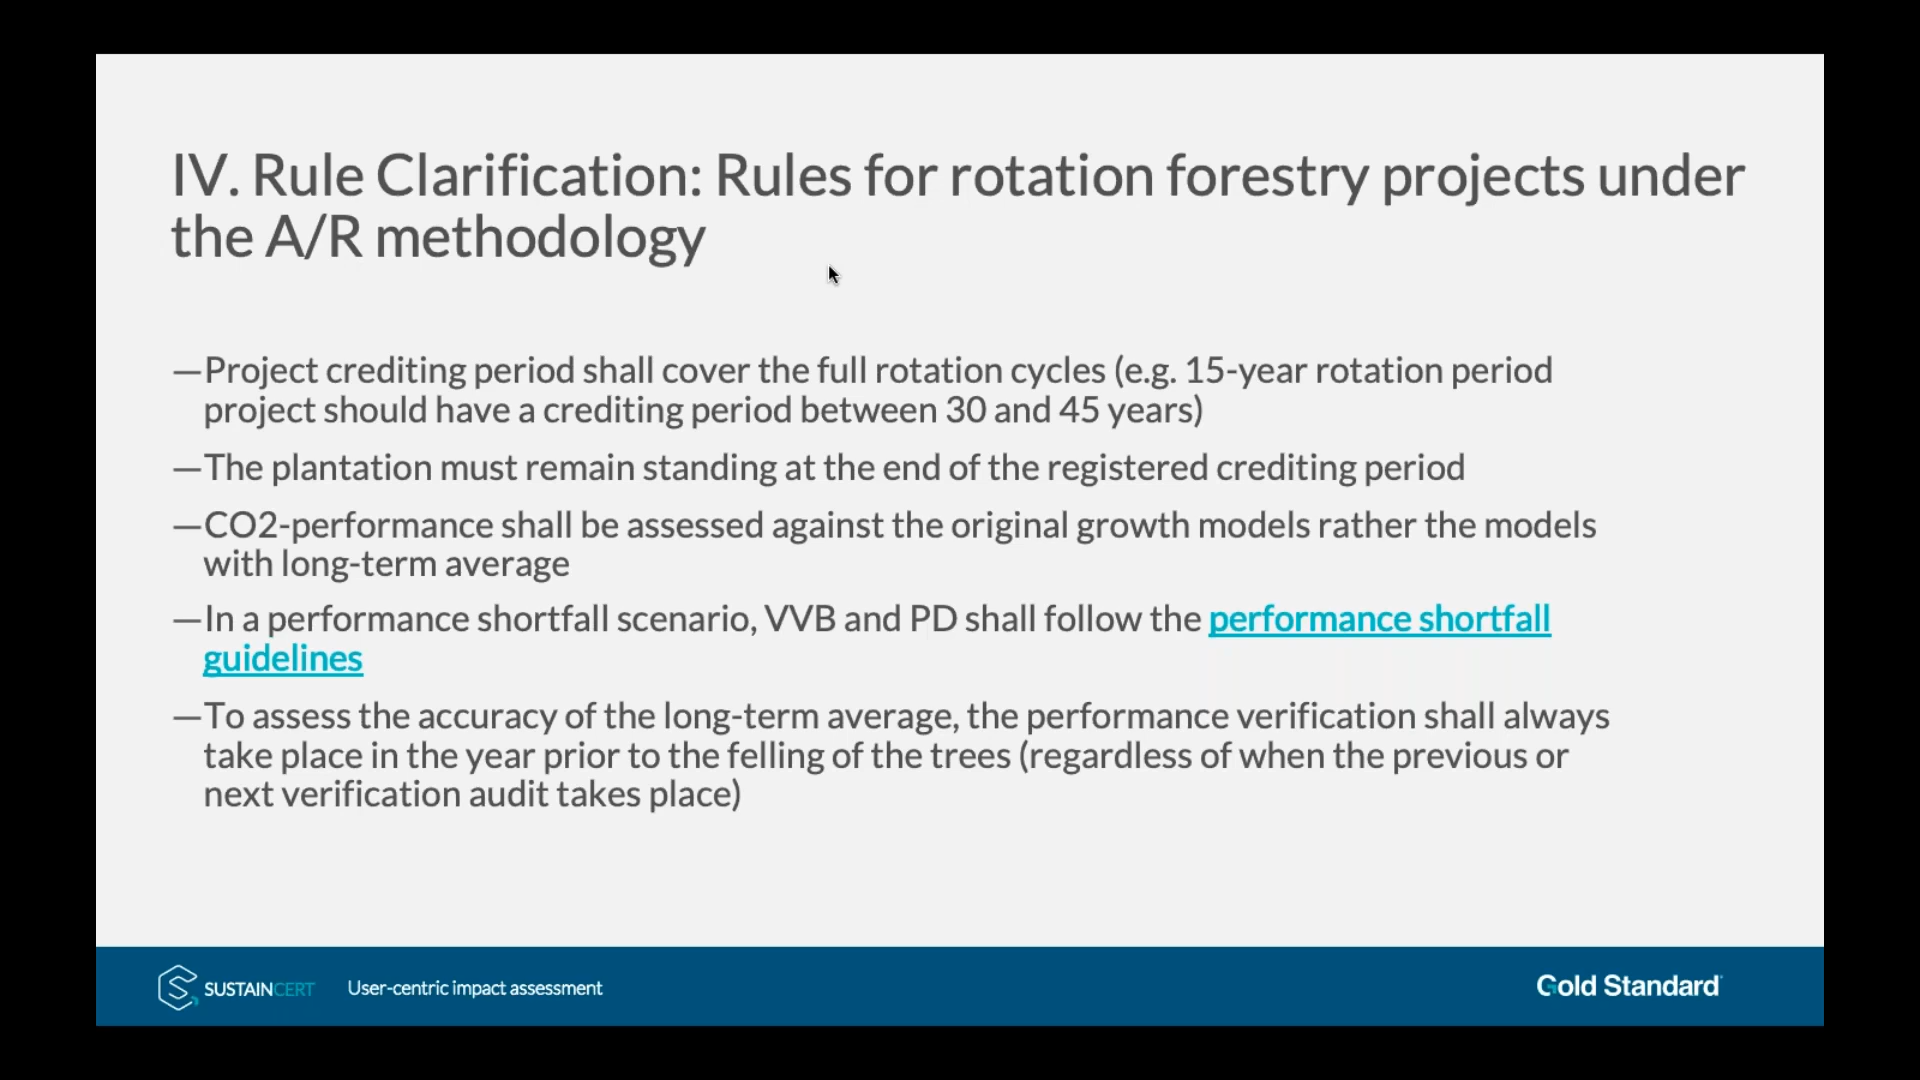 IV. Rule Clarification: Rules for rotation forestry projects under
the A/R methodology
—Project crediting period shall cover the full rotation cycles (e.g. 15-year rotation period
project should have a crediting period between 30 and 45 years)
—The plantation must remain standing at the end of the registered crediting period
—CO2-performance shall be assessed against the original growth models rather the models
with long-term average
—In a performance shortfall scenario, VVB and PD shall follow the performance shortfall
guidelines
—To assess the accuracy of the long-term average, the performance verification shall always
take place in the year prior to the felling of the trees (regardless of when the previous or
next verification audit takes place)
SUSTAINCERT User-centric impact assessment Gold Standard